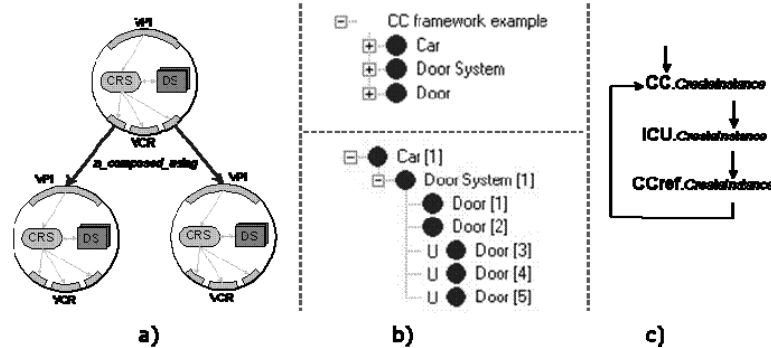 VPI
CRS
DS
VCR
is_composed_using
VPI
VPI
CRS
DS
CRS
DS
VCR
VCR
a)
CC framework example
Car
Door System
Door
Car [1]
Door System [1]
Door [1]
Door [2]
U Door [3]
U Door [4]
U Door [5]
b)
CC.CreateInstance
ICU.CreateInstance
CCref.CreateInstance
c)